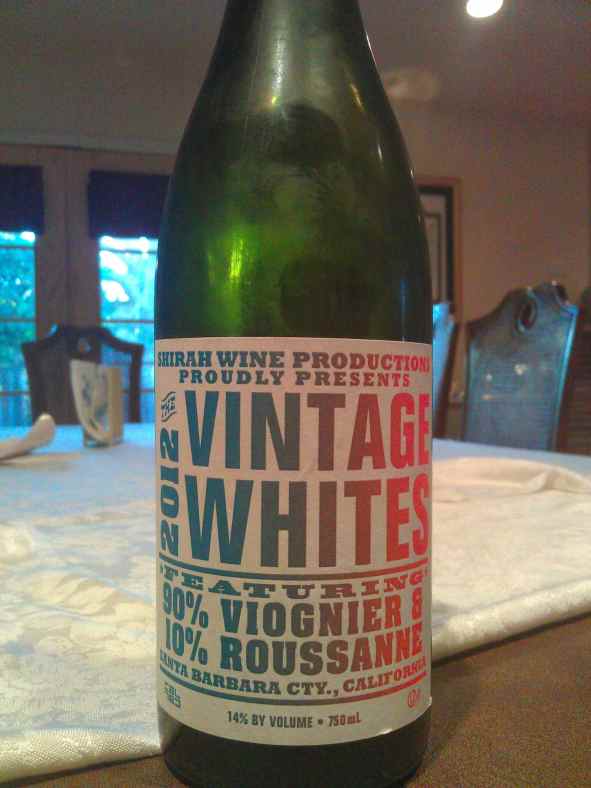 SHIRAH WINE PRODUCTIONS
PROUDLY PRESENTS
THE 2012
VINTAGE
WHITES
FEATURING
90% VIOGNIER &
10% ROUSSANNE
SANTA BARBARA CTY., CALIFORNIA
14% BY VOLUME • 750mL